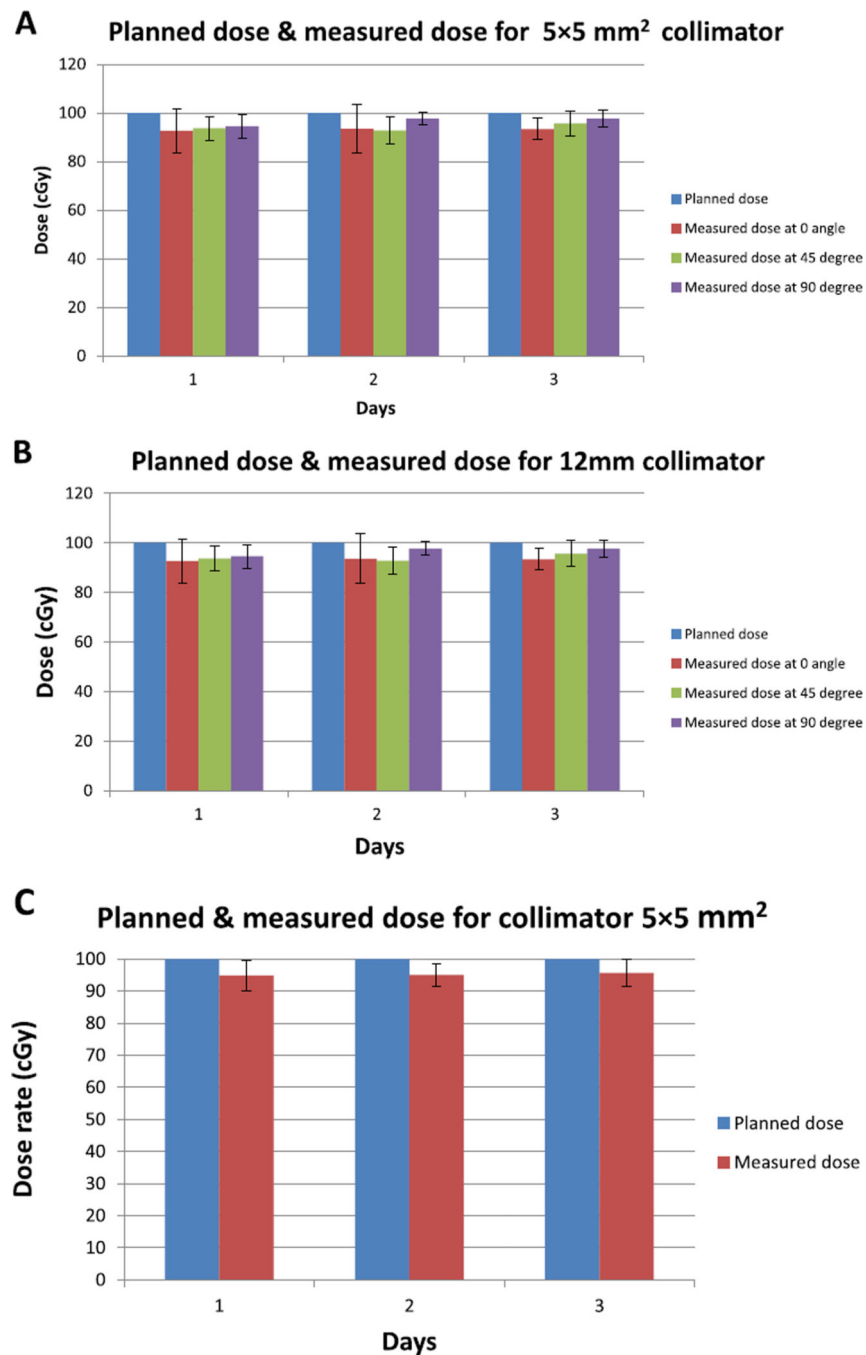 A
Planned dose & measured dose for 5×5 mm² collimator
120
100
80
60
40
20
0
Dose (cGy)
1
2
3
Days
Planned dose
Measured dose at 0 angle
Measured dose at 45 degree
Measured dose at 90 degree
B
Planned dose & measured dose for 12mm collimator
120
100
80
60
40
20
0
Dose (cGy)
1
2
3
Days
Planned dose
Measured dose at 0 angle
Measured dose at 45 degree
Measured dose at 90 degree
C
Planned & measured dose for collimator 5×5 mm²
100
90
80
70
60
50
40
30
20
10
0
Dose rate (cGy)
1
2
3
Days
Planned dose
Measured dose